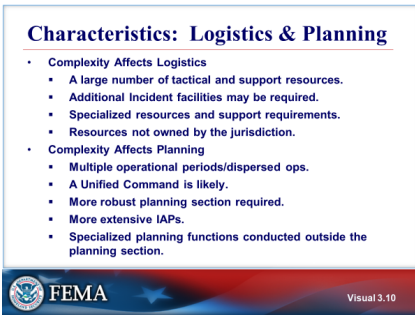 Characteristics: Logistics & Planning
• Complexity Affects Logistics
▪ A large number of tactical and support resources.
▪ Additional Incident facilities may be required.
▪ Specialized resources and support requirements.
▪ Resources not owned by the jurisdiction.
• Complexity Affects Planning
▪ Multiple operational periods/dispersed ops.
▪ A Unified Command is likely.
▪ More robust planning section required.
▪ More extensive IAPs.
▪ Specialized planning functions conducted outside the
planning section.
FEMA
Visual 3.10